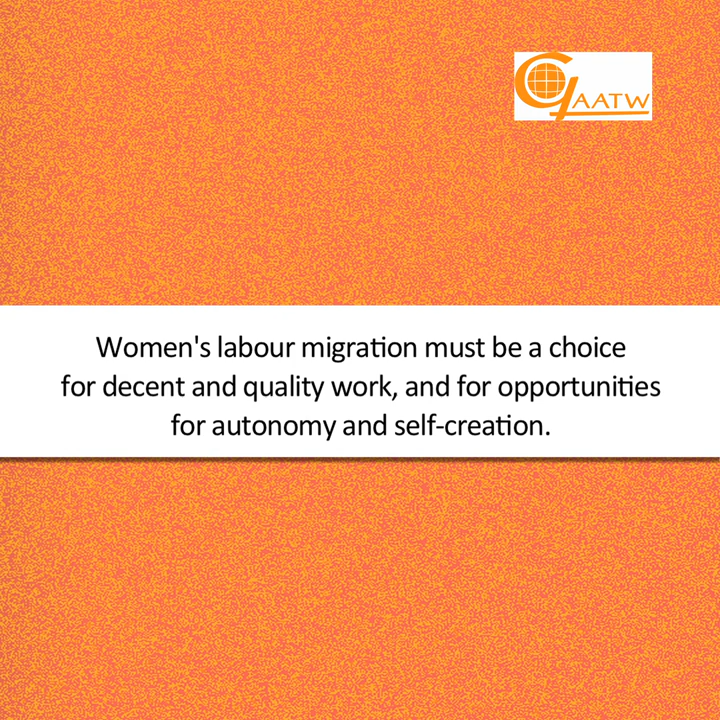 GAATW
Women's labour migration must be a choice
for decent and quality work, and for opportunities
for autonomy and self-creation.